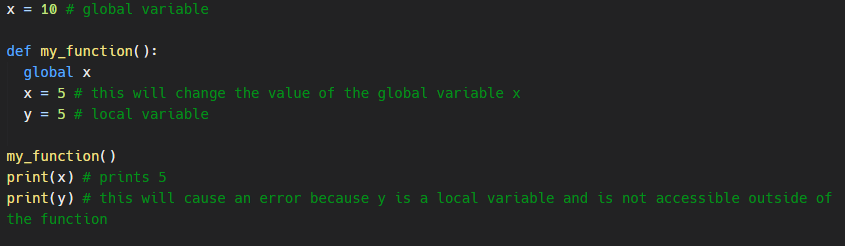 x = 10 # global variable

def my_function():
  global x
  x = 5 # this will change the value of the global variable x
  y = 5 # local variable

my_function()
print(x) # prints 5
print(y) # this will cause an error because y is a local variable and is not accessible outside of
the function